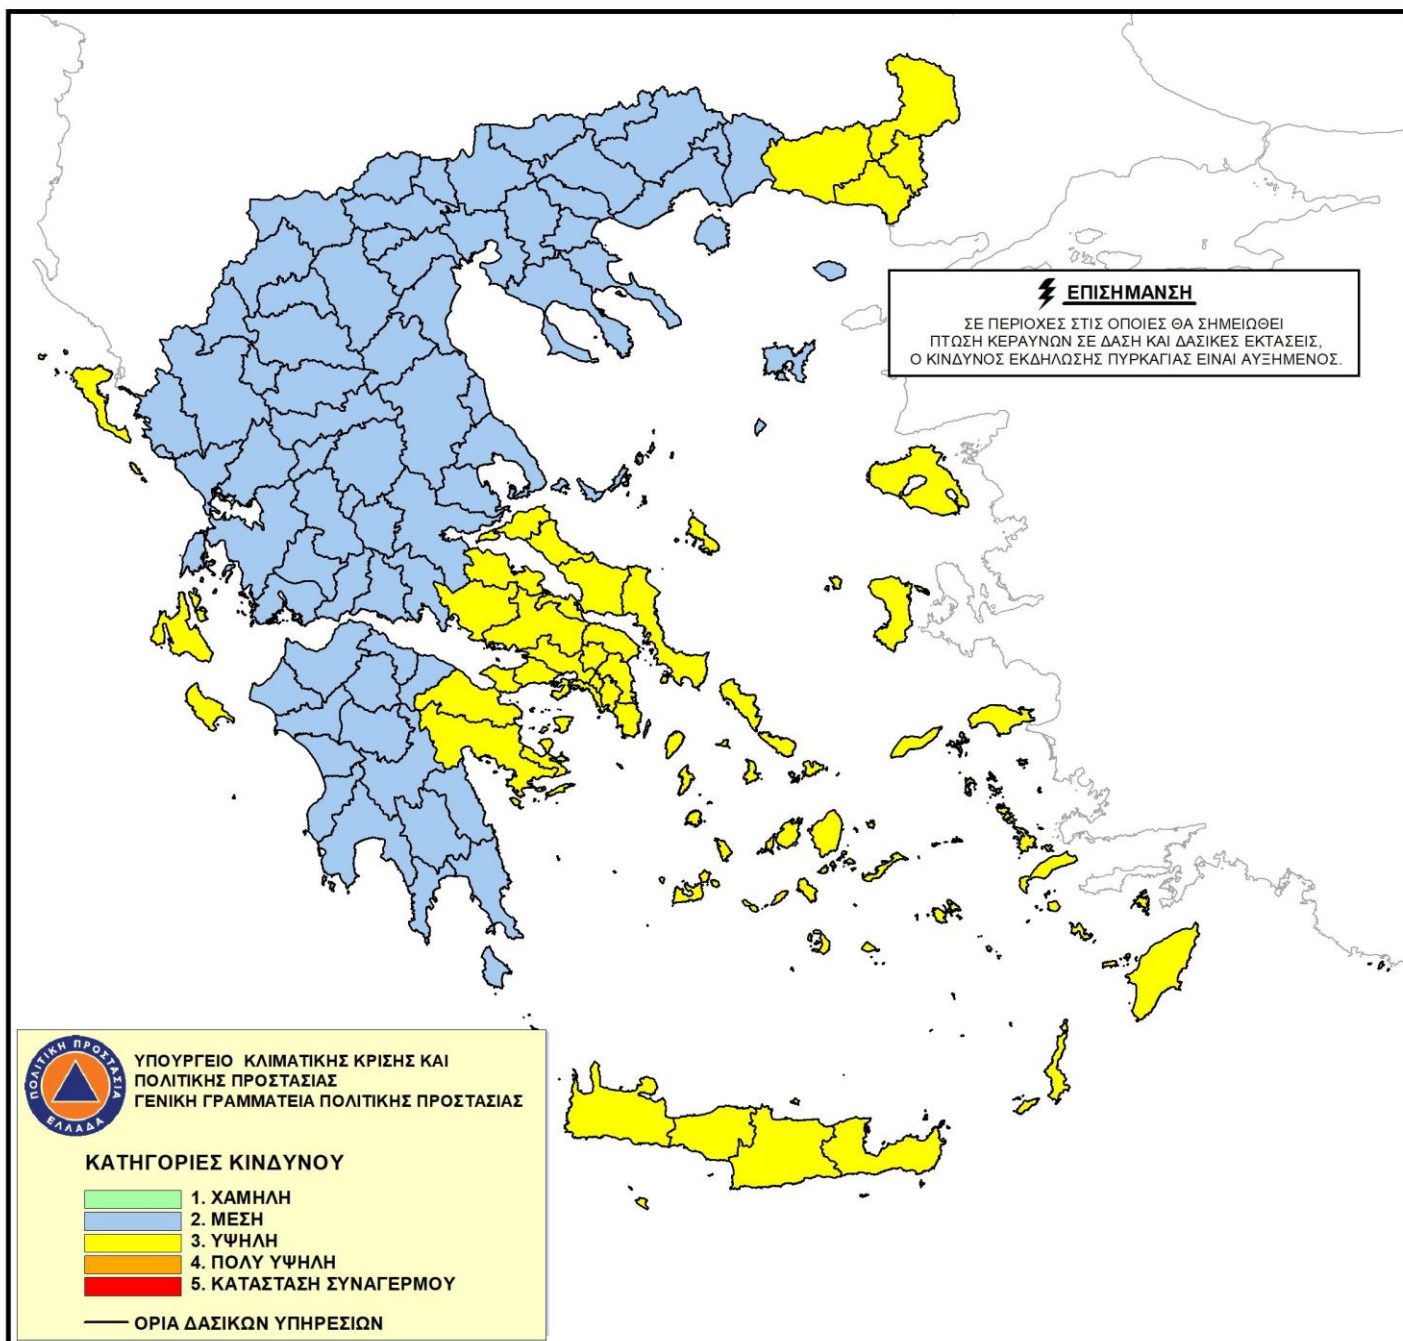 ΕΠΙΣΗΜΑΝΣΗ
ΣΕ ΠΕΡΙΟΧΕΣ ΣΤΙΣ ΟΠΟΙΕΣ ΘΑ ΣΗΜΕΙΩΘΕΙ
ΠΤΩΣΗ ΚΕΡΑΥΝΩΝ ΣΕ ΔΑΣΗ ΚΑΙ ΔΑΣΙΚΕΣ ΕΚΤΑΣΕΙΣ,
Ο ΚΙΝΔΥΝΟΣ ΕΚΔΗΛΩΣΗΣ ΠΥΡΚΑΓΙΑΣ ΕΙΝΑΙ ΑΥΞΗΜΕΝΟΣ.
ΠΟΛΙΤΙΚΗ ΠΡΟΣΤΑΣΙΑ
ΕΛΛΑΔΑ
ΥΠΟΥΡΓΕΙΟ ΚΛΙΜΑΤΙΚΗΣ ΚΡΙΣΗΣ ΚΑΙ
ΠΟΛΙΤΙΚΗΣ ΠΡΟΣΤΑΣΙΑΣ
ΓΕΝΙΚΗ ΓΡΑΜΜΑΤΕΙΑ ΠΟΛΙΤΙΚΗΣ ΠΡΟΣΤΑΣΙΑΣ
ΚΑΤΗΓΟΡΙΕΣ ΚΙΝΔΥΝΟΥ
1. ΧΑΜΗΛΗ
2. ΜΕΣΗ
3. ΥΨΗΛΗ
4. ΠΟΛΥ ΥΨΗΛΗ
5. ΚΑΤΑΣΤΑΣΗ ΣΥΝΑΓΕΡΜΟΥ
ΟΡΙΑ ΔΑΣΙΚΩΝ ΥΠΗΡΕΣΙΩΝ